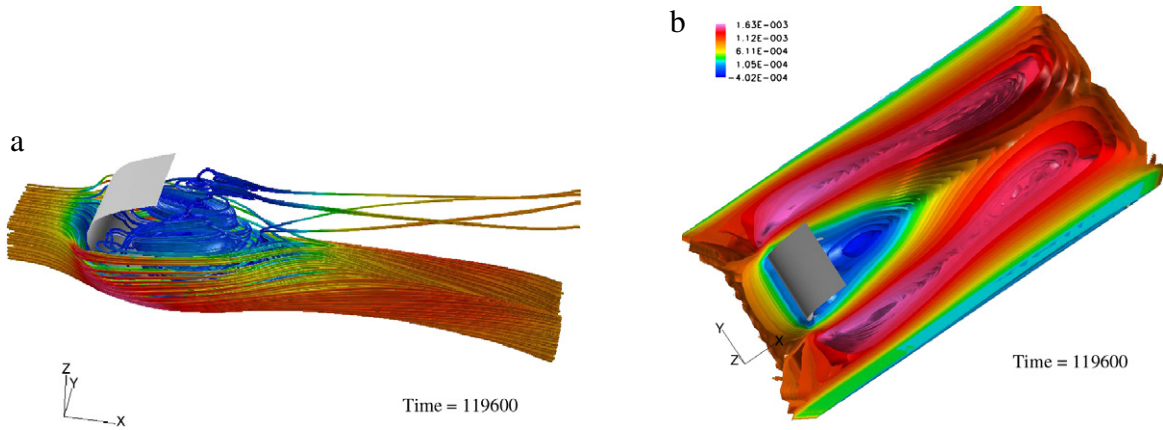 a
Z
Y
X
Time = 119600
b
1.63E-003
1.12E-003
6.11E-004
1.05E-004
-4.02E-004
Y
X
Z
Time = 119600